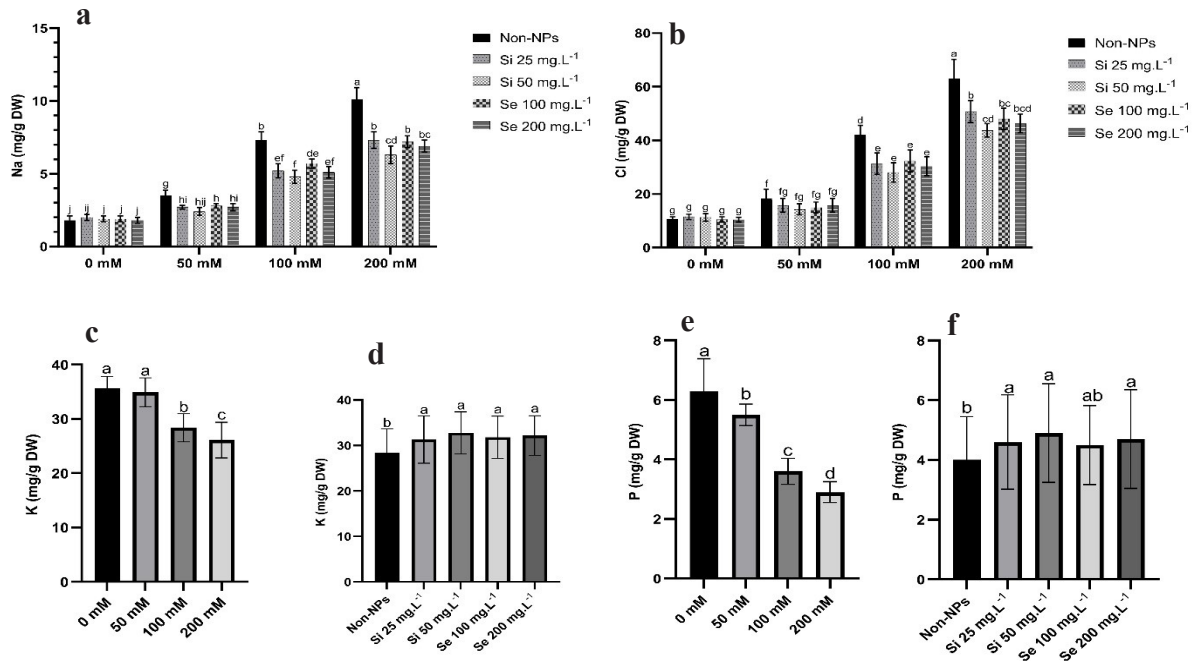 a
Na (mg/g DW)
15
10
5
0
j ij j j j
g hi hij h hi
b ef f de ef
a b cd b bc
0 mM 50 mM 100 mM 200 mM
Non-NPs
Si 25 mg.L⁻¹
Si 50 mg.L⁻¹
Se 100 mg.L⁻¹
Se 200 mg.L⁻¹
b
Cl (mg/g DW)
80
60
40
20
0
g g g g g
f fg fg fg fg
d e e e e
a b cd bc bcd
0 mM 50 mM 100 mM 200 mM
Non-NPs
Si 25 mg.L⁻¹
Si 50 mg.L⁻¹
Se 100 mg.L⁻¹
Se 200 mg.L⁻¹
c
K (mg/g DW)
40
30
20
10
0
a a b c
0 mM 50 mM 100 mM 200 mM
d
K (mg/g DW)
40
30
20
10
0
b a a a a
Non-NPs Si 25 mg.L⁻¹ Si 50 mg.L⁻¹ Se 100 mg.L⁻¹ Se 200 mg.L⁻¹
e
P (mg/g DW)
8
6
4
2
0
a b c d
0 mM 50 mM 100 mM 200 mM
f
P (mg/g DW)
8
6
4
2
0
b a a ab a
Non-NPs Si 25 mg.L⁻¹ Si 50 mg.L⁻¹ Se 100 mg.L⁻¹ Se 200 mg.L⁻¹